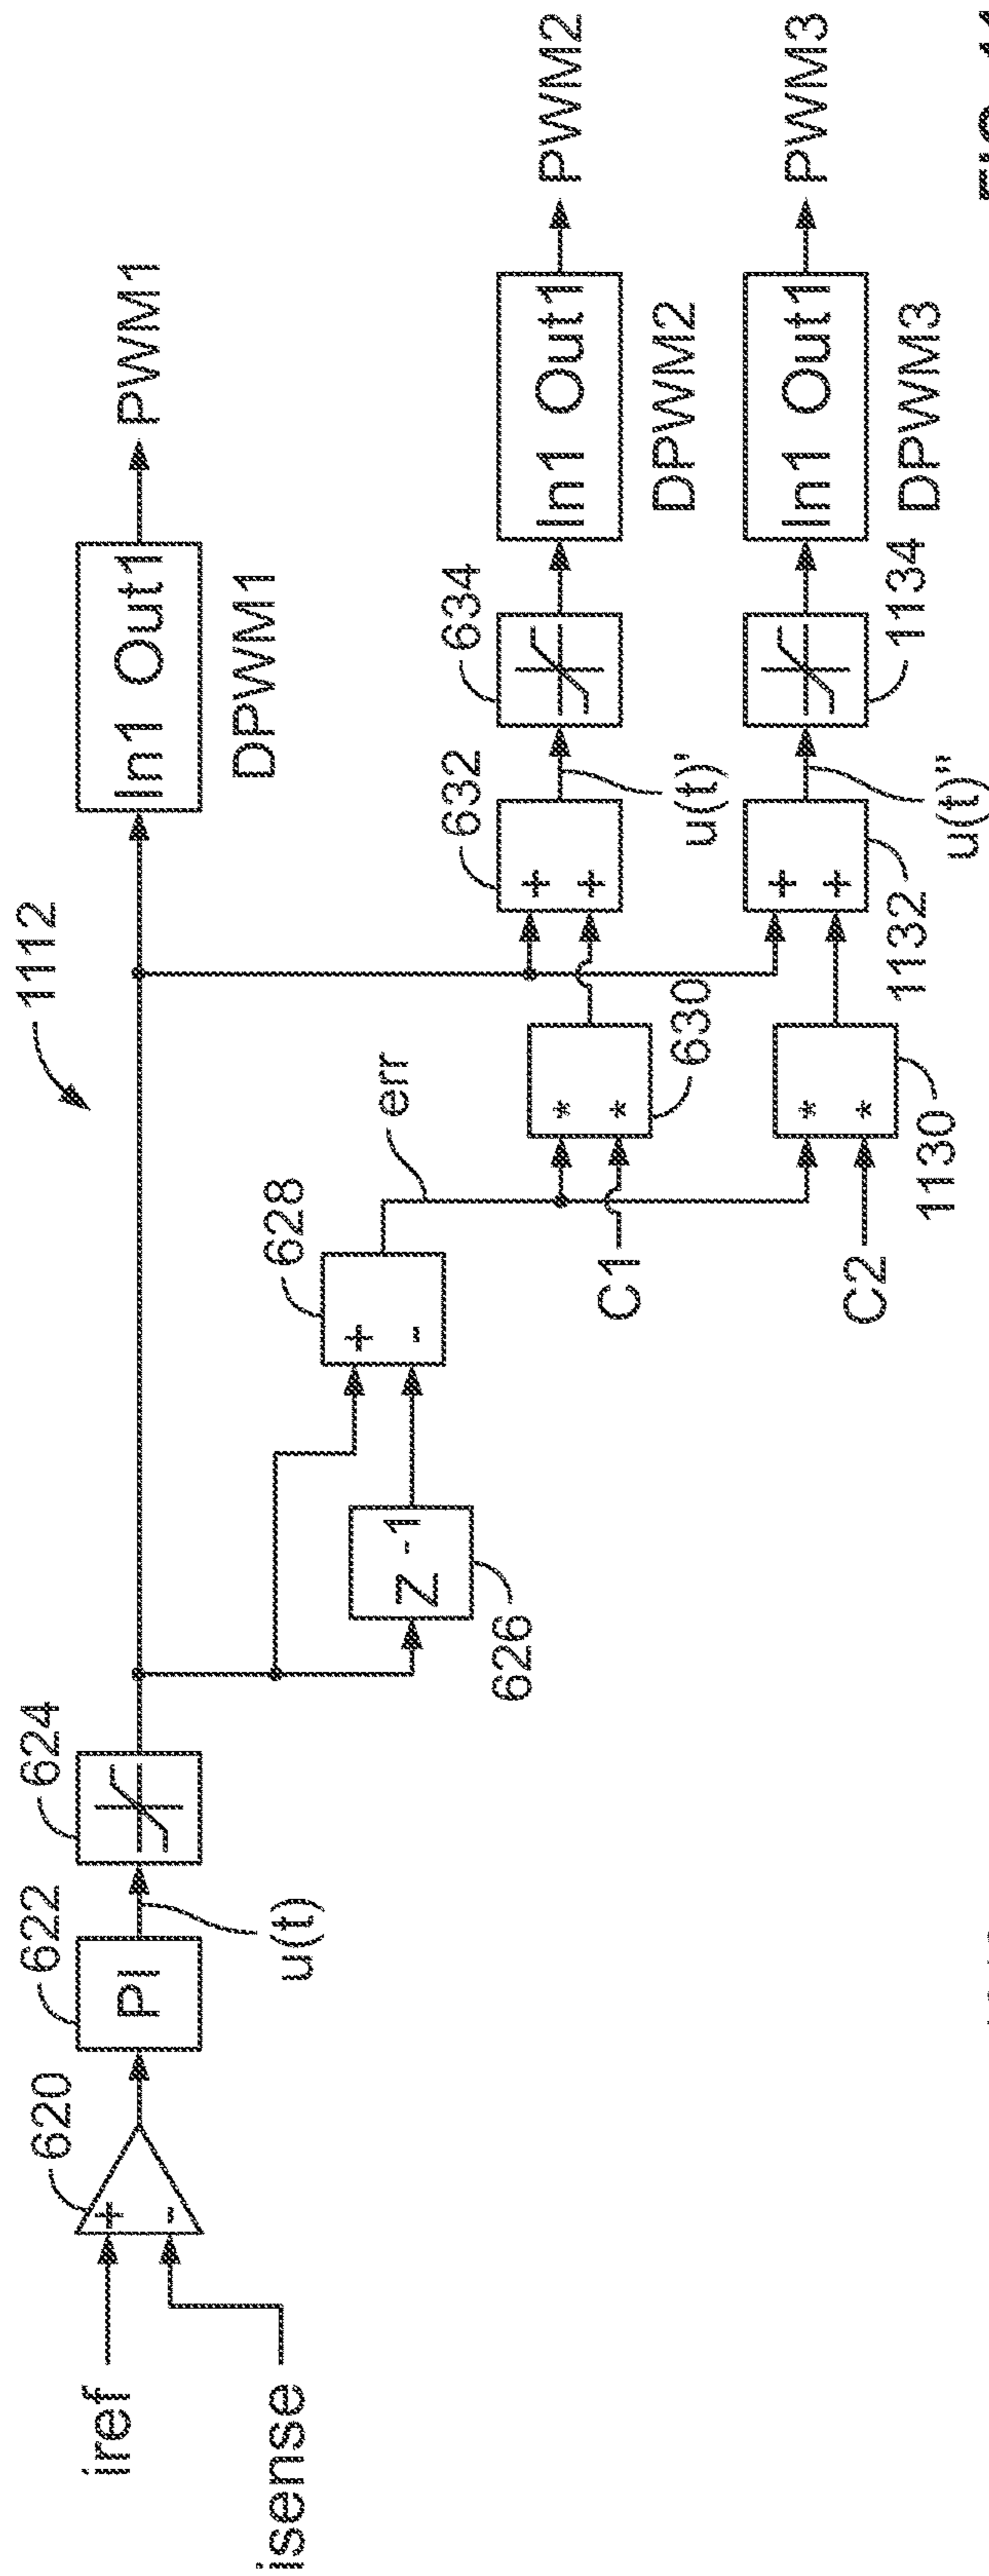 1112
iref
isense
620
+
-
622
PI
u(t)
624
626
Z -1
628
+
-
err
C1
C2
*
*
630
*
*
1130
632
+
+
u(t)'
1132
+
+
u(t)''
634
1134
In1 Out1
DPWM1
PWM1
In1 Out1
DPWM2
PWM2
In1 Out1
DPWM3
PWM3